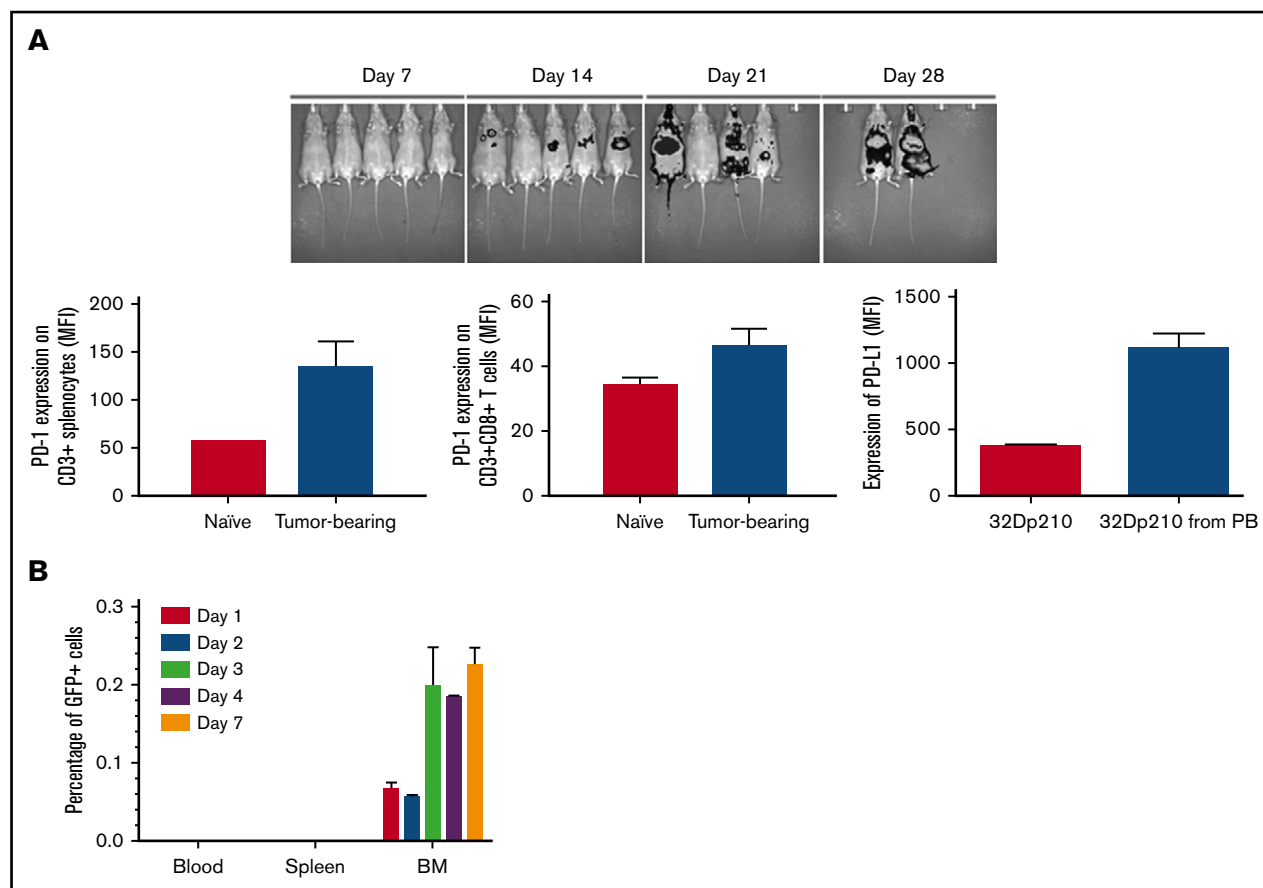 A
Day 7
Day 14
Day 21
Day 28
PD-1 expression on
CD3+ splenocytes (MFI)
200
150
100
50
0
Naïve
Tumor-bearing
PD-1 expression on
CD3+CD8+ T cells (MFI)
60
40
20
0
Naïve
Tumor-bearing
Expression of PD-L1 (MFI)
1500
1000
500
0
32Dp210
32Dp210 from PB
B
Percentage of GFP+ cells
0.3
0.2
0.1
0.0
Day 1
Day 2
Day 3
Day 4
Day 7
Blood
Spleen
BM